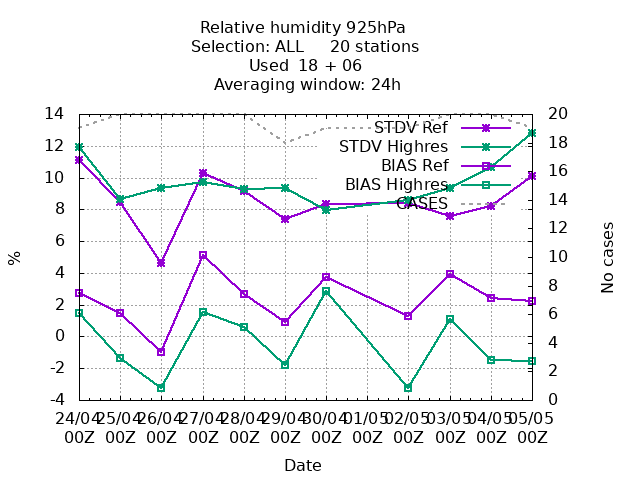 Relative humidity 925hPa
Selection: ALL 20 stations
Used 18 + 06
Averaging window: 24h
14 20
12 18
10 16
8 14
6 12
4 10
2 8
0 6
-2 4
-4 2
0
%
No cases
STDV Ref
STDV Highres
BIAS Ref
BIAS Highres
CASES
24/04 25/04 26/04 27/04 28/04 29/04 30/04 01/05 02/05 03/05 04/05 05/05
00Z 00Z 00Z 00Z 00Z 00Z 00Z 00Z 00Z 00Z 00Z 00Z
Date